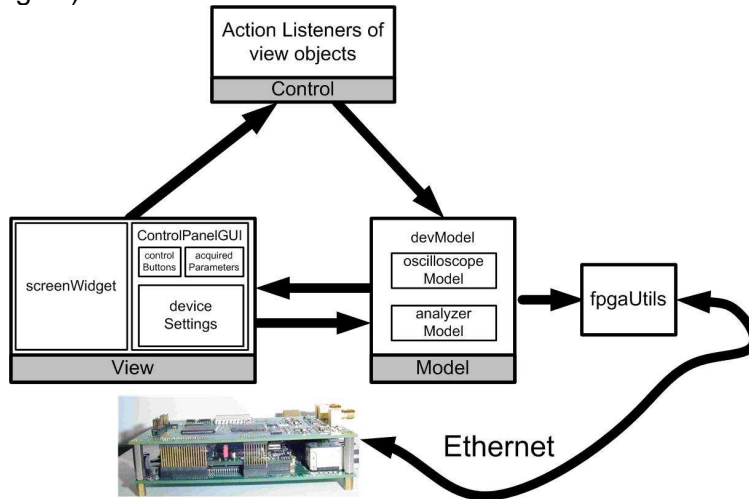 Action Listeners of
view objects
Control
ControlPanelGUI
control
Buttons
acquired
Parameters
screenWidget
device
Settings
View
devModel
oscilloscope
Model
analyzer
Model
Model
fpgaUtils
Ethernet